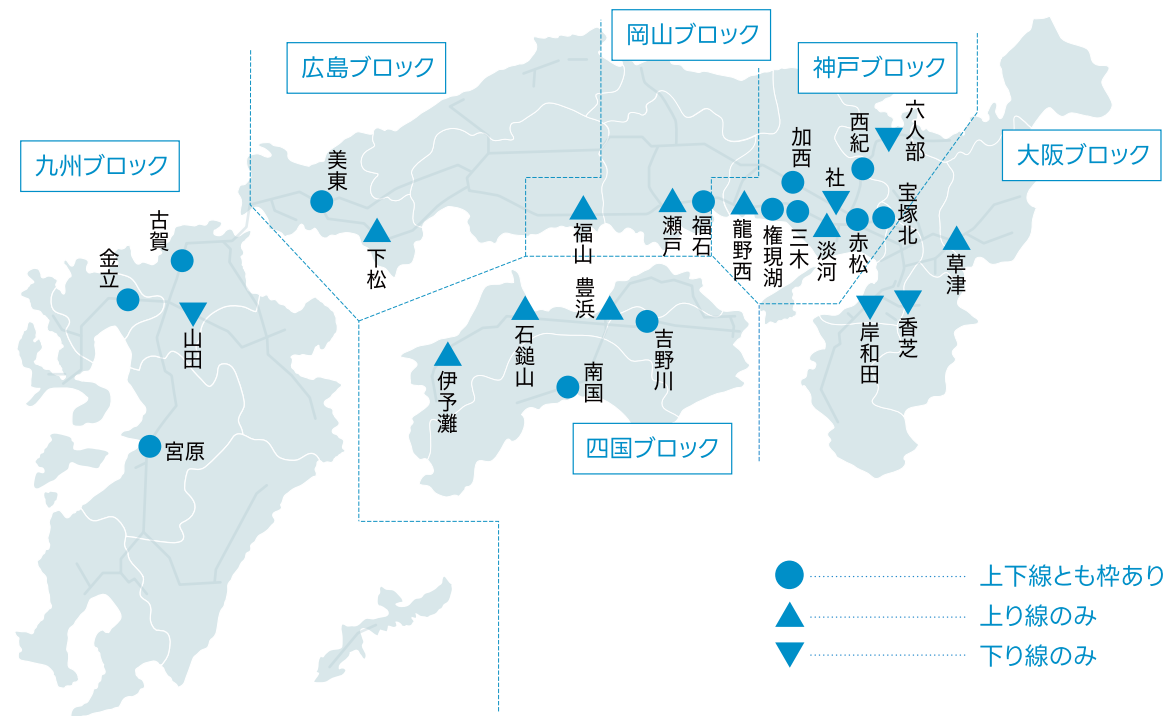 岡山ブロック
広島ブロック
神戸ブロック
九州ブロック
大阪ブロック
四国ブロック
美東
下松
古賀
金立
山田
宮原
福山
瀬戸
福石
龍野西
権現湖
加西
三木
社
淡河
西紀
六人部
赤松
宝塚北
草津
岸和田
香芝
豊浜
石鎚山
吉野川
伊予灘
南国
上下線とも枠あり
上り線のみ
下り線のみ